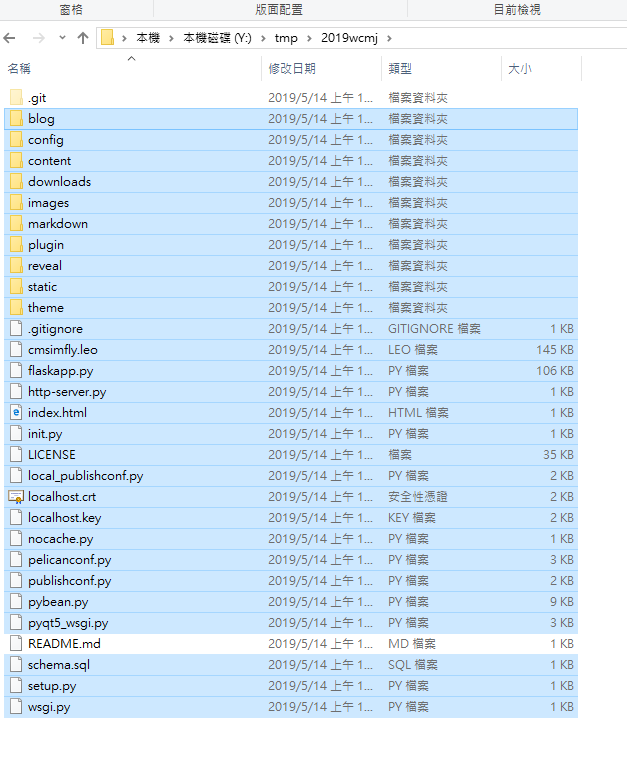 窗格 版面配置 目前檢視
本機 本機磁碟 (Y:) tmp 2019wcmj
名稱 修改日期 類型 大小
.git 2019/5/14 上午 1... 檔案資料夾
blog 2019/5/14 上午 1... 檔案資料夾
config 2019/5/14 上午 1... 檔案資料夾
content 2019/5/14 上午 1... 檔案資料夾
downloads 2019/5/14 上午 1... 檔案資料夾
images 2019/5/14 上午 1... 檔案資料夾
markdown 2019/5/14 上午 1... 檔案資料夾
plugin 2019/5/14 上午 1... 檔案資料夾
reveal 2019/5/14 上午 1... 檔案資料夾
static 2019/5/14 上午 1... 檔案資料夾
theme 2019/5/14 上午 1... 檔案資料夾
.gitignore 2019/5/14 上午 1... GITIGNORE 檔案 1 KB
cmsimfly.leo 2019/5/14 上午 1... LEO 檔案 145 KB
flaskapp.py 2019/5/14 上午 1... PY 檔案 106 KB
http-server.py 2019/5/14 上午 1... PY 檔案 1 KB
index.html 2019/5/14 上午 1... HTML 檔案 1 KB
init.py 2019/5/14 上午 1... PY 檔案 1 KB
LICENSE 2019/5/14 上午 1... 檔案 35 KB
local_publishconf.py 2019/5/14 上午 1... PY 檔案 2 KB
localhost.crt 2019/5/14 上午 1... 安全性憑證 2 KB
localhost.key 2019/5/14 上午 1... KEY 檔案 2 KB
nocache.py 2019/5/14 上午 1... PY 檔案 1 KB
pelicanconf.py 2019/5/14 上午 1... PY 檔案 3 KB
publishconf.py 2019/5/14 上午 1... PY 檔案 2 KB
pybean.py 2019/5/14 上午 1... PY 檔案 9 KB
pyqt5_wsgi.py 2019/5/14 上午 1... PY 檔案 3 KB
README.md 2019/5/14 上午 1... MD 檔案 1 KB
schema.sql 2019/5/14 上午 1... SQL 檔案 1 KB
setup.py 2019/5/14 上午 1... PY 檔案 1 KB
wsgi.py 2019/5/14 上午 1... PY 檔案 1 KB